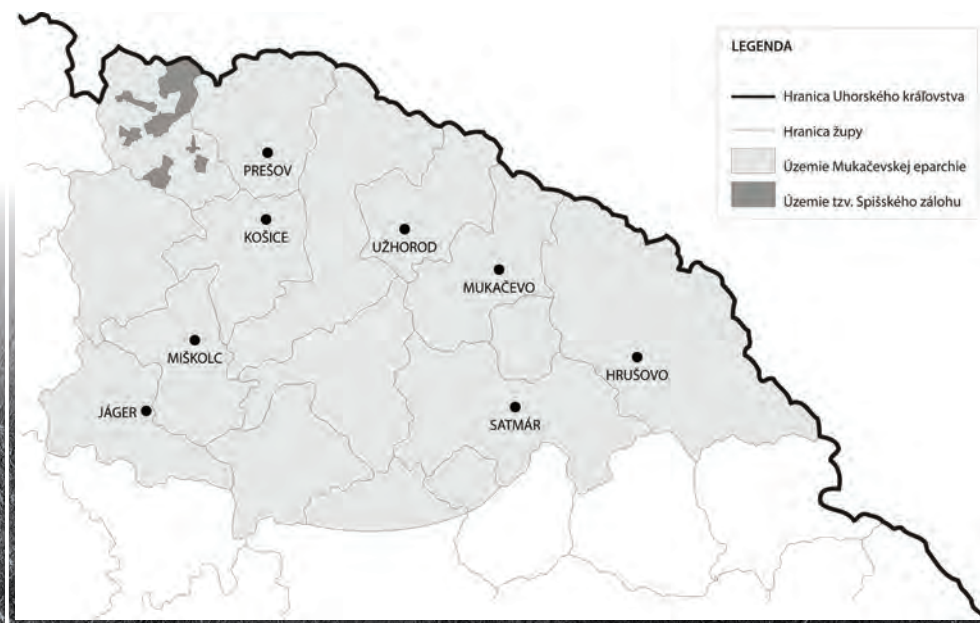 LEGENDA
Hranica Uhorského kráľovstva
Hranica župy
Územie Mukačevskej eparchie
Územie tzv. Spišského zálohu
PREŠOV
KOŠICE
UŽHOROD
MUKAČEVO
MIŠKOLC
HRUŠOVO
JÁGER
SATMÁR